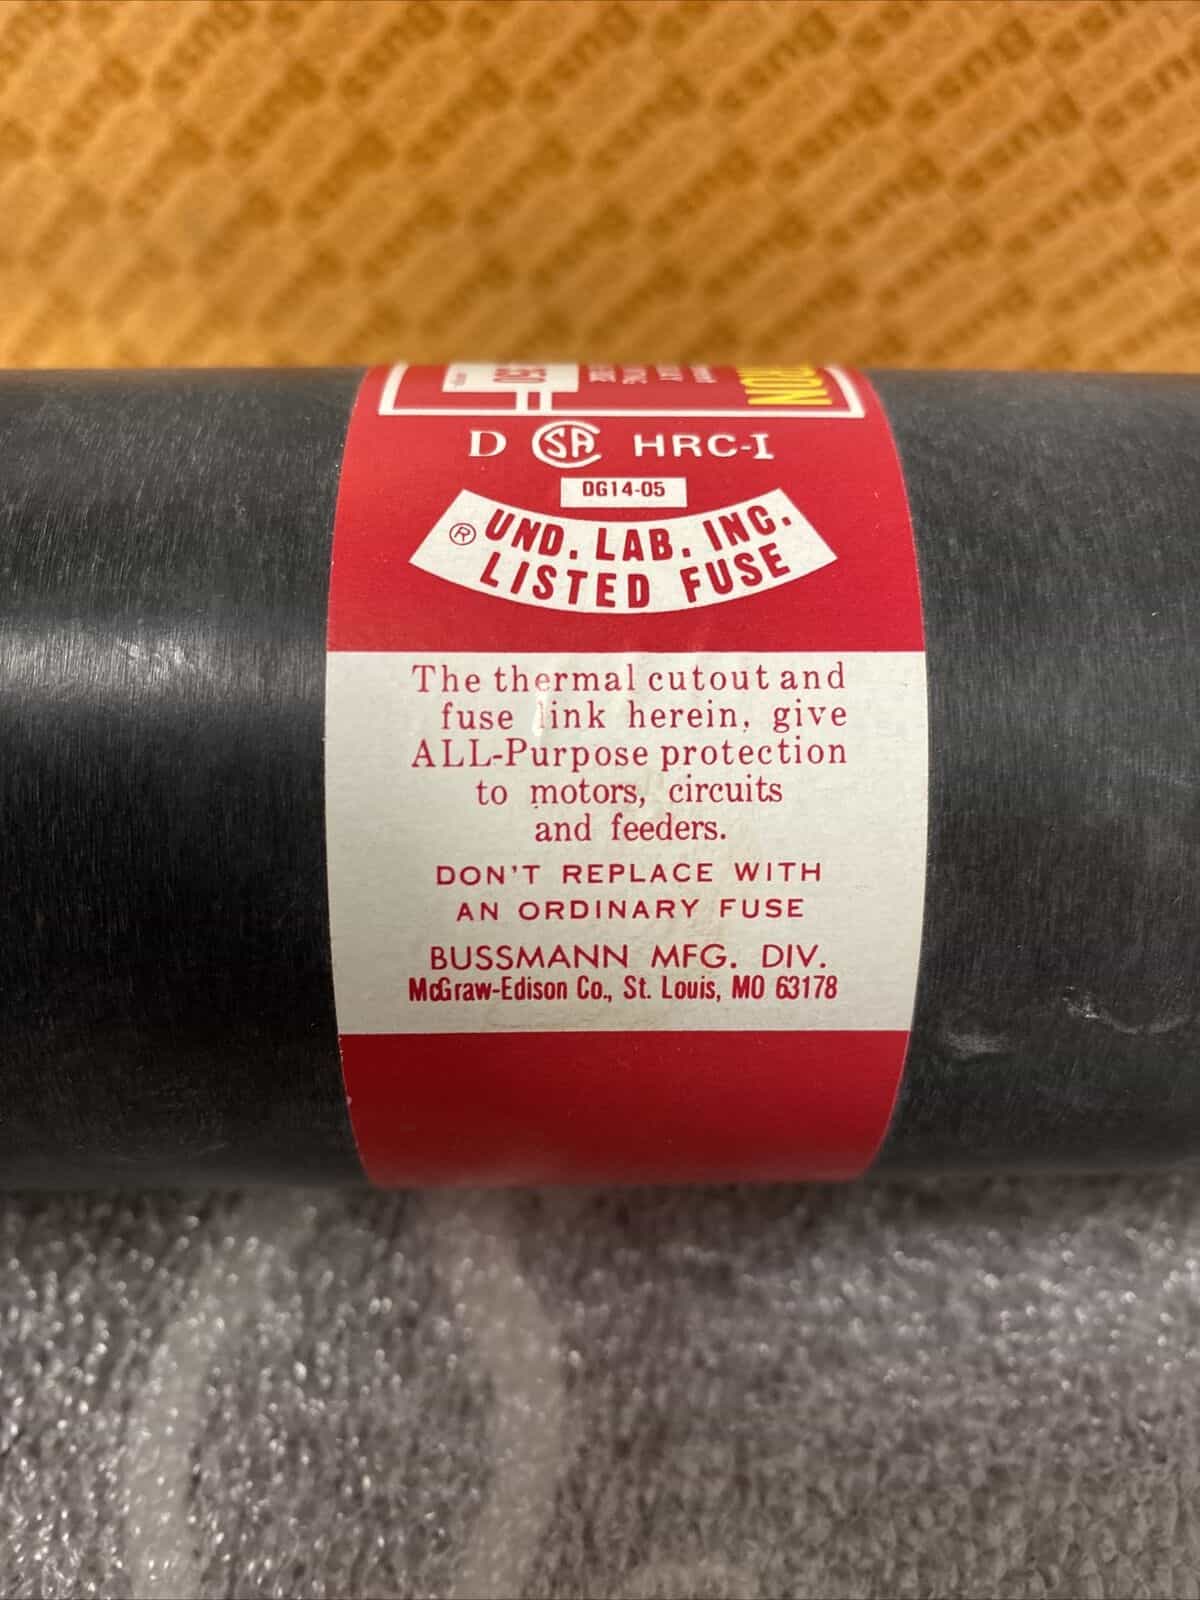 D CSA HRC-I
DG14-05
® UND. LAB. INC.
LISTED FUSE
The thermal cutout and
fuse link herein, give
ALL-Purpose protection
to motors, circuits
and feeders.
DON'T REPLACE WITH
AN ORDINARY FUSE
BUSSMANN MFG. DIV.
McGraw-Edison Co., St. Louis, MO 63178